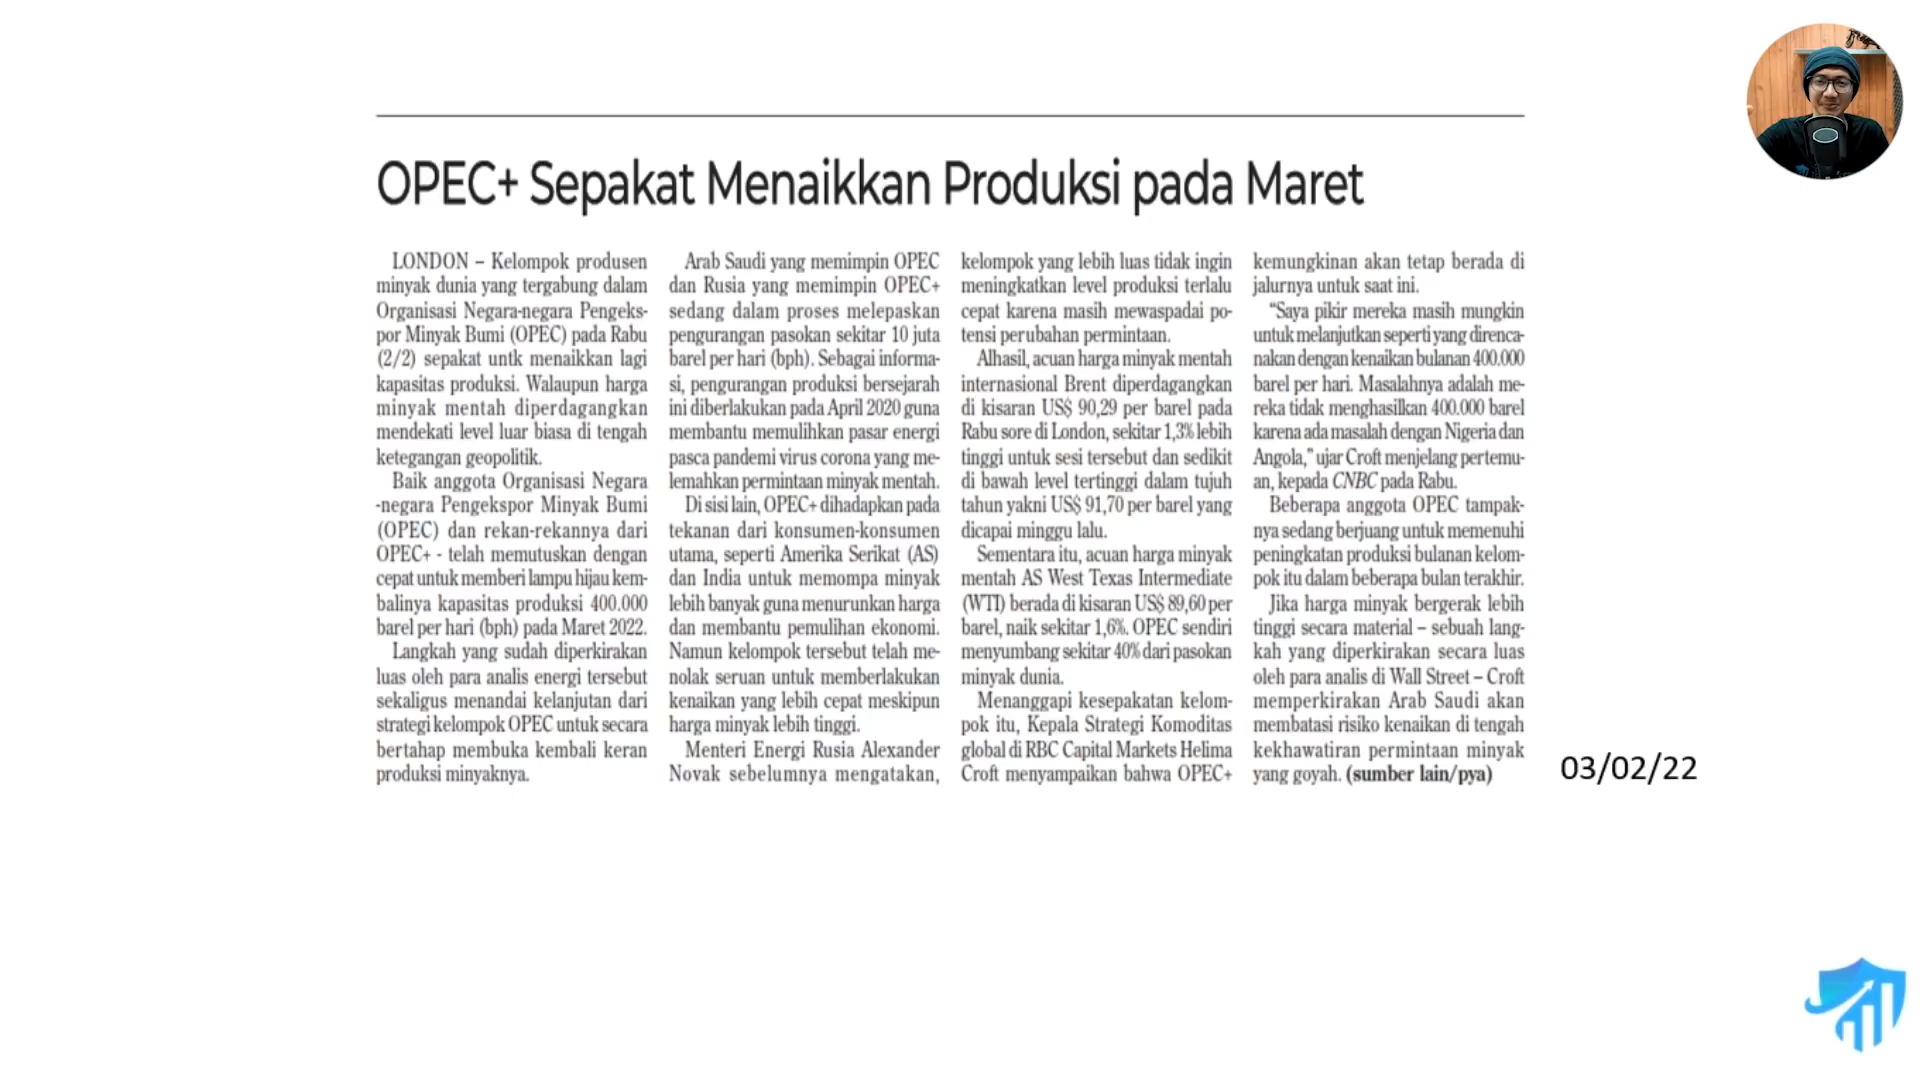 OPEC+ Sepakat Menaikkan Produksi pada Maret
LONDON – Kelompok produsen
minyak dunia yang tergabung dalam
Organisasi Negara-negara Pengeks-
por Minyak Bumi (OPEC) pada Rabu
(2/2) sepakat untk menaikkan lagi
kapasitas produksi. Walaupun harga
minyak mentah diperdagangkan
mendekati level luar biasa di tengah
ketegangan geopolitik.
Baik anggota Organisasi Negara
-negara Pengekspor Minyak Bumi
(OPEC) dan rekan-rekannya dari
OPEC+ - telah memutuskan dengan
cepat untuk memberi lampu hijau kem-
balinya kapasitas produksi 400.000
barel per hari (bph) pada Maret 2022.
Langkah yang sudah diperkirakan
luas oleh para analis energi tersebut
sekaligus menandai kelanjutan dari
strategi kelompok OPEC untuk secara
bertahap membuka kembali keran
produksi minyaknya.
Arab Saudi yang memimpin OPEC
dan Rusia yang memimpin OPEC+
sedang dalam proses melepaskan
pengurangan pasokan sekitar 10 juta
barel per hari (bph). Sebagai informa-
si, pengurangan produksi bersejarah
ini diberlakukan pada April 2020 guna
membantu memulihkan pasar energi
pasca pandemi virus corona yang me-
lemahkan permintaan minyak mentah.
Di sisi lain, OPEC+ dihadapkan pada
tekanan dari konsumen-konsumen
utama, seperti Amerika Serikat (AS)
dan India untuk memompa minyak
lebih banyak guna menurunkan harga
dan membantu pemulihan ekonomi.
Namun kelompok tersebut telah me-
nolak seruan untuk memberlakukan
kenaikan yang lebih cepat meskipun
harga minyak lebih tinggi.
Menteri Energi Rusia Alexander
Novak sebelumnya mengatakan,
kelompok yang lebih luas tidak ingin
meningkatkan level produksi terlalu
cepat karena masih mewaspadai po-
tensi perubahan permintaan.
Alhasil, acuan harga minyak mentah
internasional Brent diperdagangkan
di kisaran US$ 90,29 per barel pada
Rabu sore di London, sekitar 1,3% lebih
tinggi untuk sesi tersebut dan sedikit
di bawah level tertinggi dalam tujuh
tahun yakni US$ 91,70 per barel yang
dicapai minggu lalu.
Sementara itu, acuan harga minyak
mentah AS West Texas Intermediate
(WTI) berada di kisaran US$ 89,60 per
barel, naik sekitar 1,6%. OPEC sendiri
menyumbang sekitar 40% dari pasokan
minyak dunia.
Menanggapi kesepakatan kelom-
pok itu, Kepala Strategi Komoditas
global di RBC Capital Markets Helima
Croft menyampaikan bahwa OPEC+
kemungkinan akan tetap berada di
jalurnya untuk saat ini.
“Saya pikir mereka masih mungkin
untuk melanjutkan seperti yang direnca-
nakan dengan kenaikan bulanan 400.000
barel per hari. Masalahnya adalah me-
reka tidak menghasilkan 400.000 barel
karena ada masalah dengan Nigeria dan
Angola,” ujar Croft menjelang pertemu-
an, kepada CNBC pada Rabu.
Beberapa anggota OPEC tampak-
nya sedang berjuang untuk memenuhi
peningkatan produksi bulanan kelom-
pok itu dalam beberapa bulan terakhir.
Jika harga minyak bergerak lebih
tinggi secara material – sebuah lang-
kah yang diperkirakan secara luas
oleh para analis di Wall Street – Croft
memperkirakan Arab Saudi akan
membatasi risiko kenaikan di tengah
kekhawatiran permintaan minyak
yang goyah. (sumber lain/pya)
03/02/22